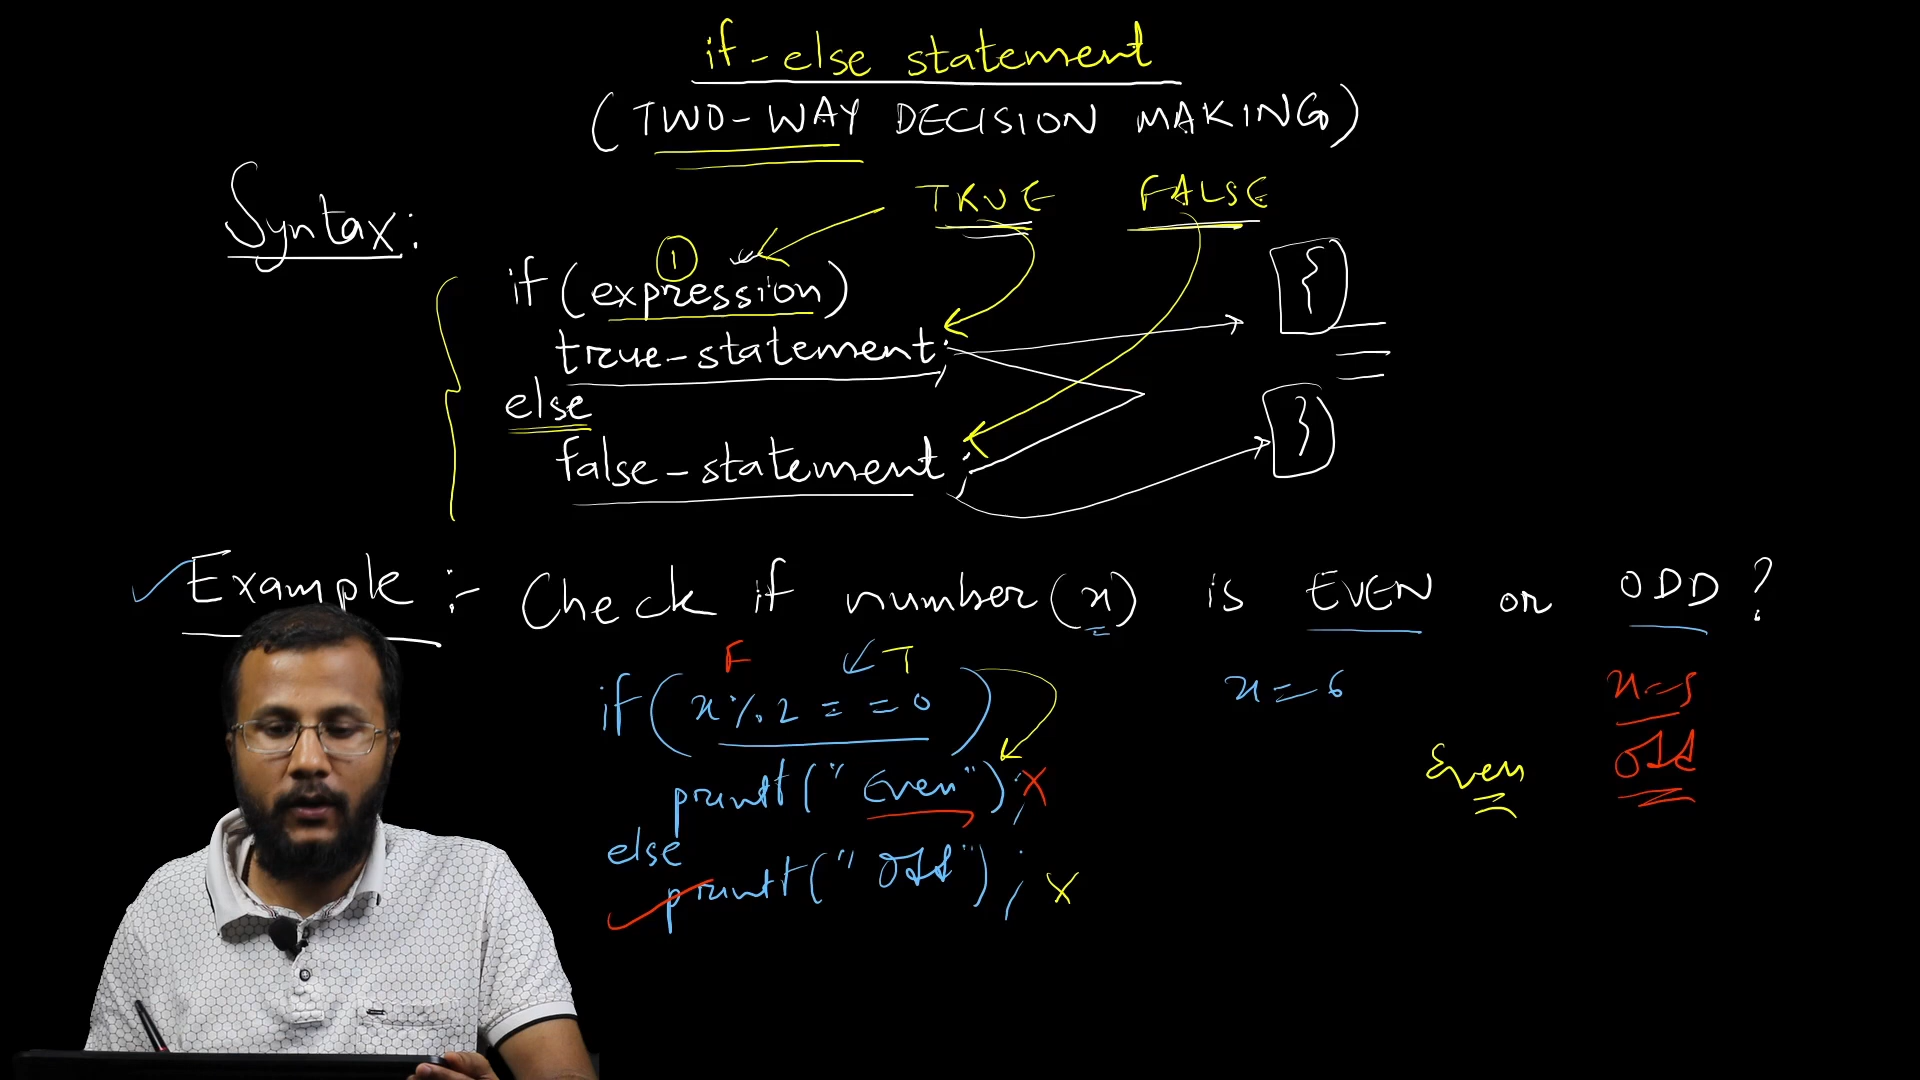 if-else statement
(TWO-WAY DECISION MAKING)
TRUE FALSE
Syntax:
1
if (expression) {
true-statement;
else
false-statement; }
Example :- Check if number (x) is EVEN or ODD ?
F T
if (x % 2 == 0) x = 6 x = 5
printf("Even"); X Even Odd
else
printf("Odd"); X